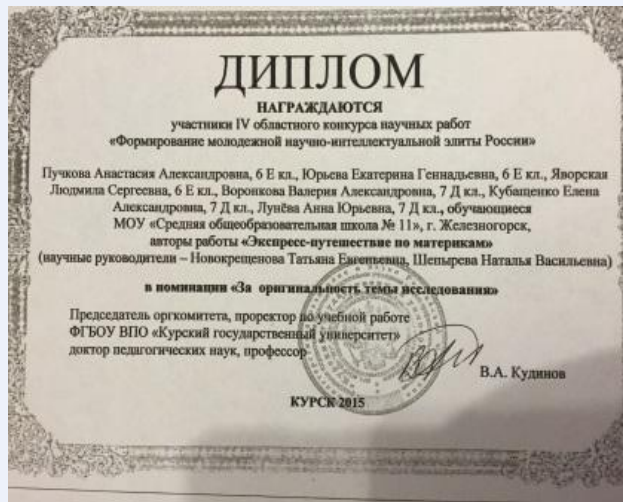 ДИПЛОМ
НАГРАЖДАЮТСЯ
участники IV областного конкурса научных работ
«Формирование молодежной научно-интеллектуальной элиты России»
Пучкова Анастасия Александровна, 6 Е кл., Юрьева Екатерина Геннадьевна, 6 Е кл., Яворская
Людмила Сергеевна, 6 Е кл., Воронкова Валерия Александровна, 7 Д кл., Кубащенко Елена
Александровна, 7 Д кл., Лунёва Анна Юрьевна, 7 Д кл., обучающиеся
МОУ «Средняя общеобразовательная школа № 11», г. Железногорск,
авторы работы «Экспресс-путешествие по материкам»
(научные руководители – Новокрещенова Татьяна Евгеньевна, Шепырева Наталья Васильевна)
в номинации «За оригинальность темы исследования»
Председатель оргкомитета, проректор по учебной работе
ФГБОУ ВПО «Курский государственный университет»
доктор педагогических наук, профессор
В.А. Кудинов
КУРСК 2015